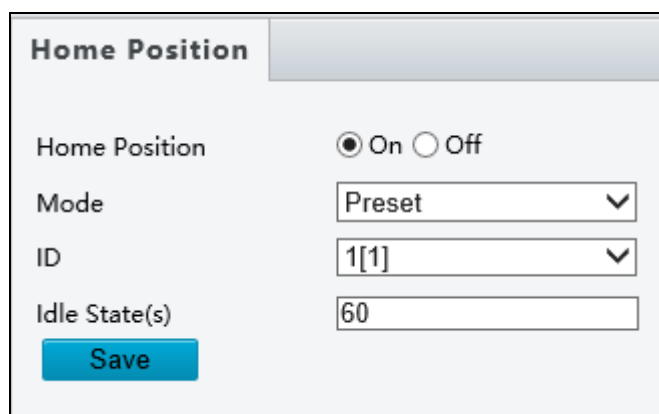 Home Position
Home Position On Off
Mode Preset
ID 1[1]
Idle State(s) 60
Save